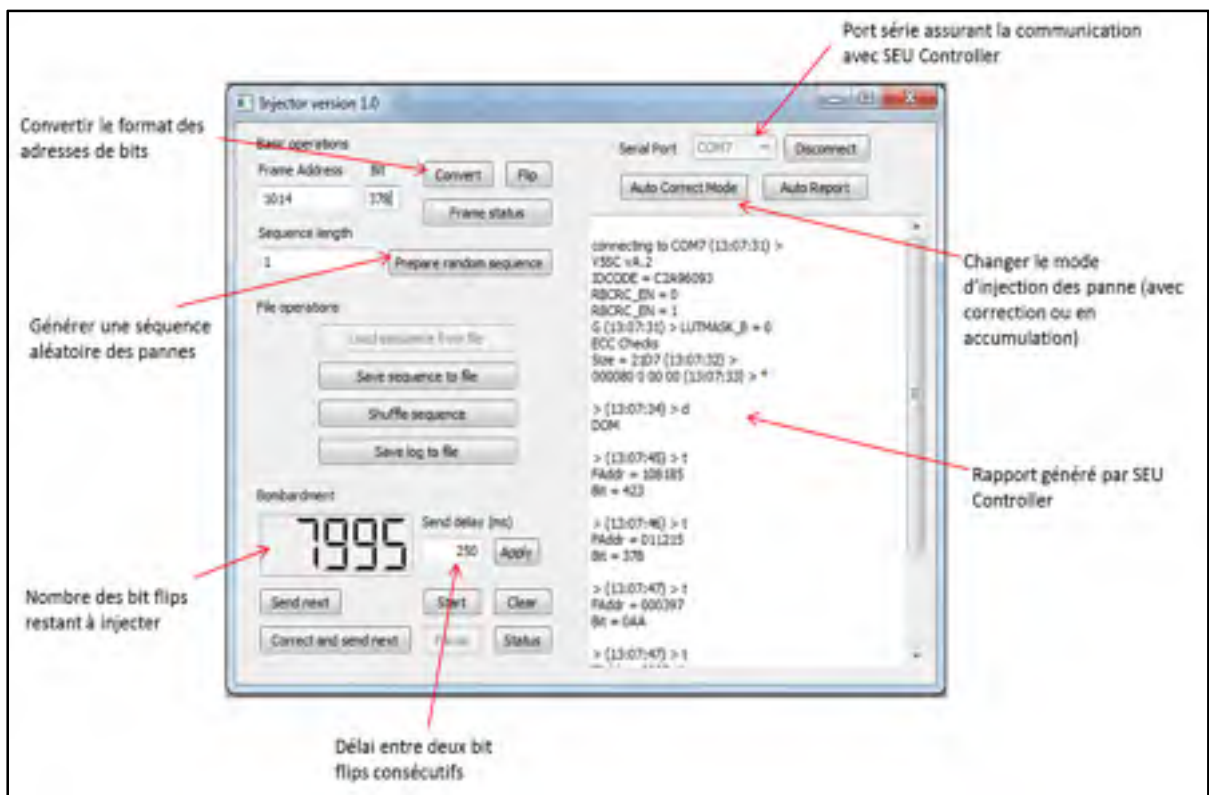 Port série assurant la communication
avec SEU Controller
Injector version 1.0
Convertir le format des
adresses de bits
Basic operations
Frame Address
Bit
3014
378
Convert
Flip
Frame status
Sequence length
1
Prepare random sequence
Générer une séquence
aléatoire des pannes
File operations
Load sequence from file
Save sequence to file
Shuffle sequence
Save log to file
Bombardment
7995
Send delay (ms)
250
Apply
Nombre des bit flips
restant à injecter
Send next
Start
Clear
Correct and send next
Status
Délai entre deux bit
flips consécutifs
Serial Port
COM7
Disconnect
Auto Correct Mode
Auto Report
connecting to COM7 (13:07:31) >
IDCODE = C2A96093
RBCRC_EN = 0
RBCRC_EN = 1
G (13:07:31) > LUTMASK_B = 0
ECC Checks
Size = 21D7 (13:07:32) >
000080 0 00 00 (13:07:33) > *
> (13:07:34) > d
DOM
> (13:07:45) > t
FAddr = 108185
Bit = 423
> (13:07:46) > t
FAddr = 011215
Bit = 378
> (13:07:47) > t
FAddr = 000397
Bit = 0AA
> (13:07:47) > t
Changer le mode
d'injection des panne (avec
correction ou en
accumulation)
Rapport généré par SEU
Controller